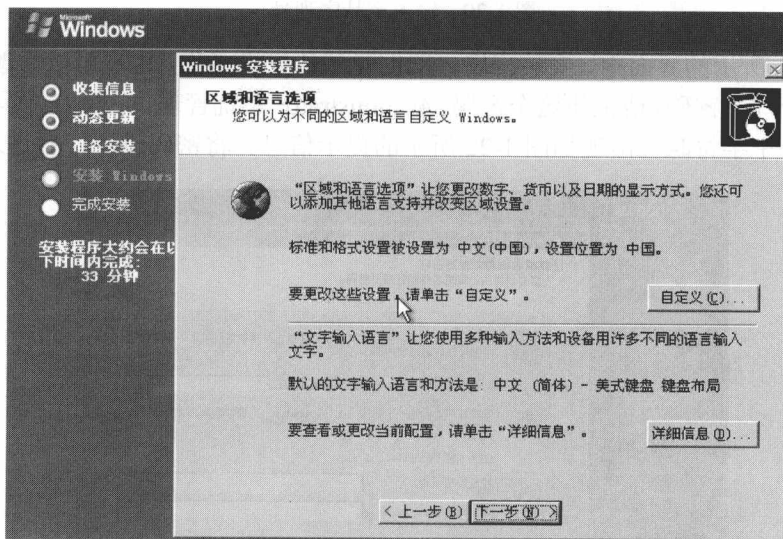 Microsoft
Windows
收集信息
动态更新
准备安装
安装 Windows
完成安装
安装程序大约会在以
下时间内完成:
33 分钟
Windows 安装程序
区域和语言选项
您可以为不同的区域和语言自定义 Windows。
“区域和语言选项”让您更改数字、货币以及日期的显示方式。您还可
以添加其他语言支持并改变区域设置。
标准和格式设置被设置为 中文(中国)，设置位置为 中国。
要更改这些设置，请单击“自定义”。
自定义(C)...
“文字输入语言”让您使用多种输入方法和设备用许多不同的语言输入
文字。
默认的文字输入语言和方法是: 中文 (简体) - 美式键盘 键盘布局
要查看或更改当前配置，请单击“详细信息”。
详细信息(D)...
< 上一步(B)
下一步(N) >